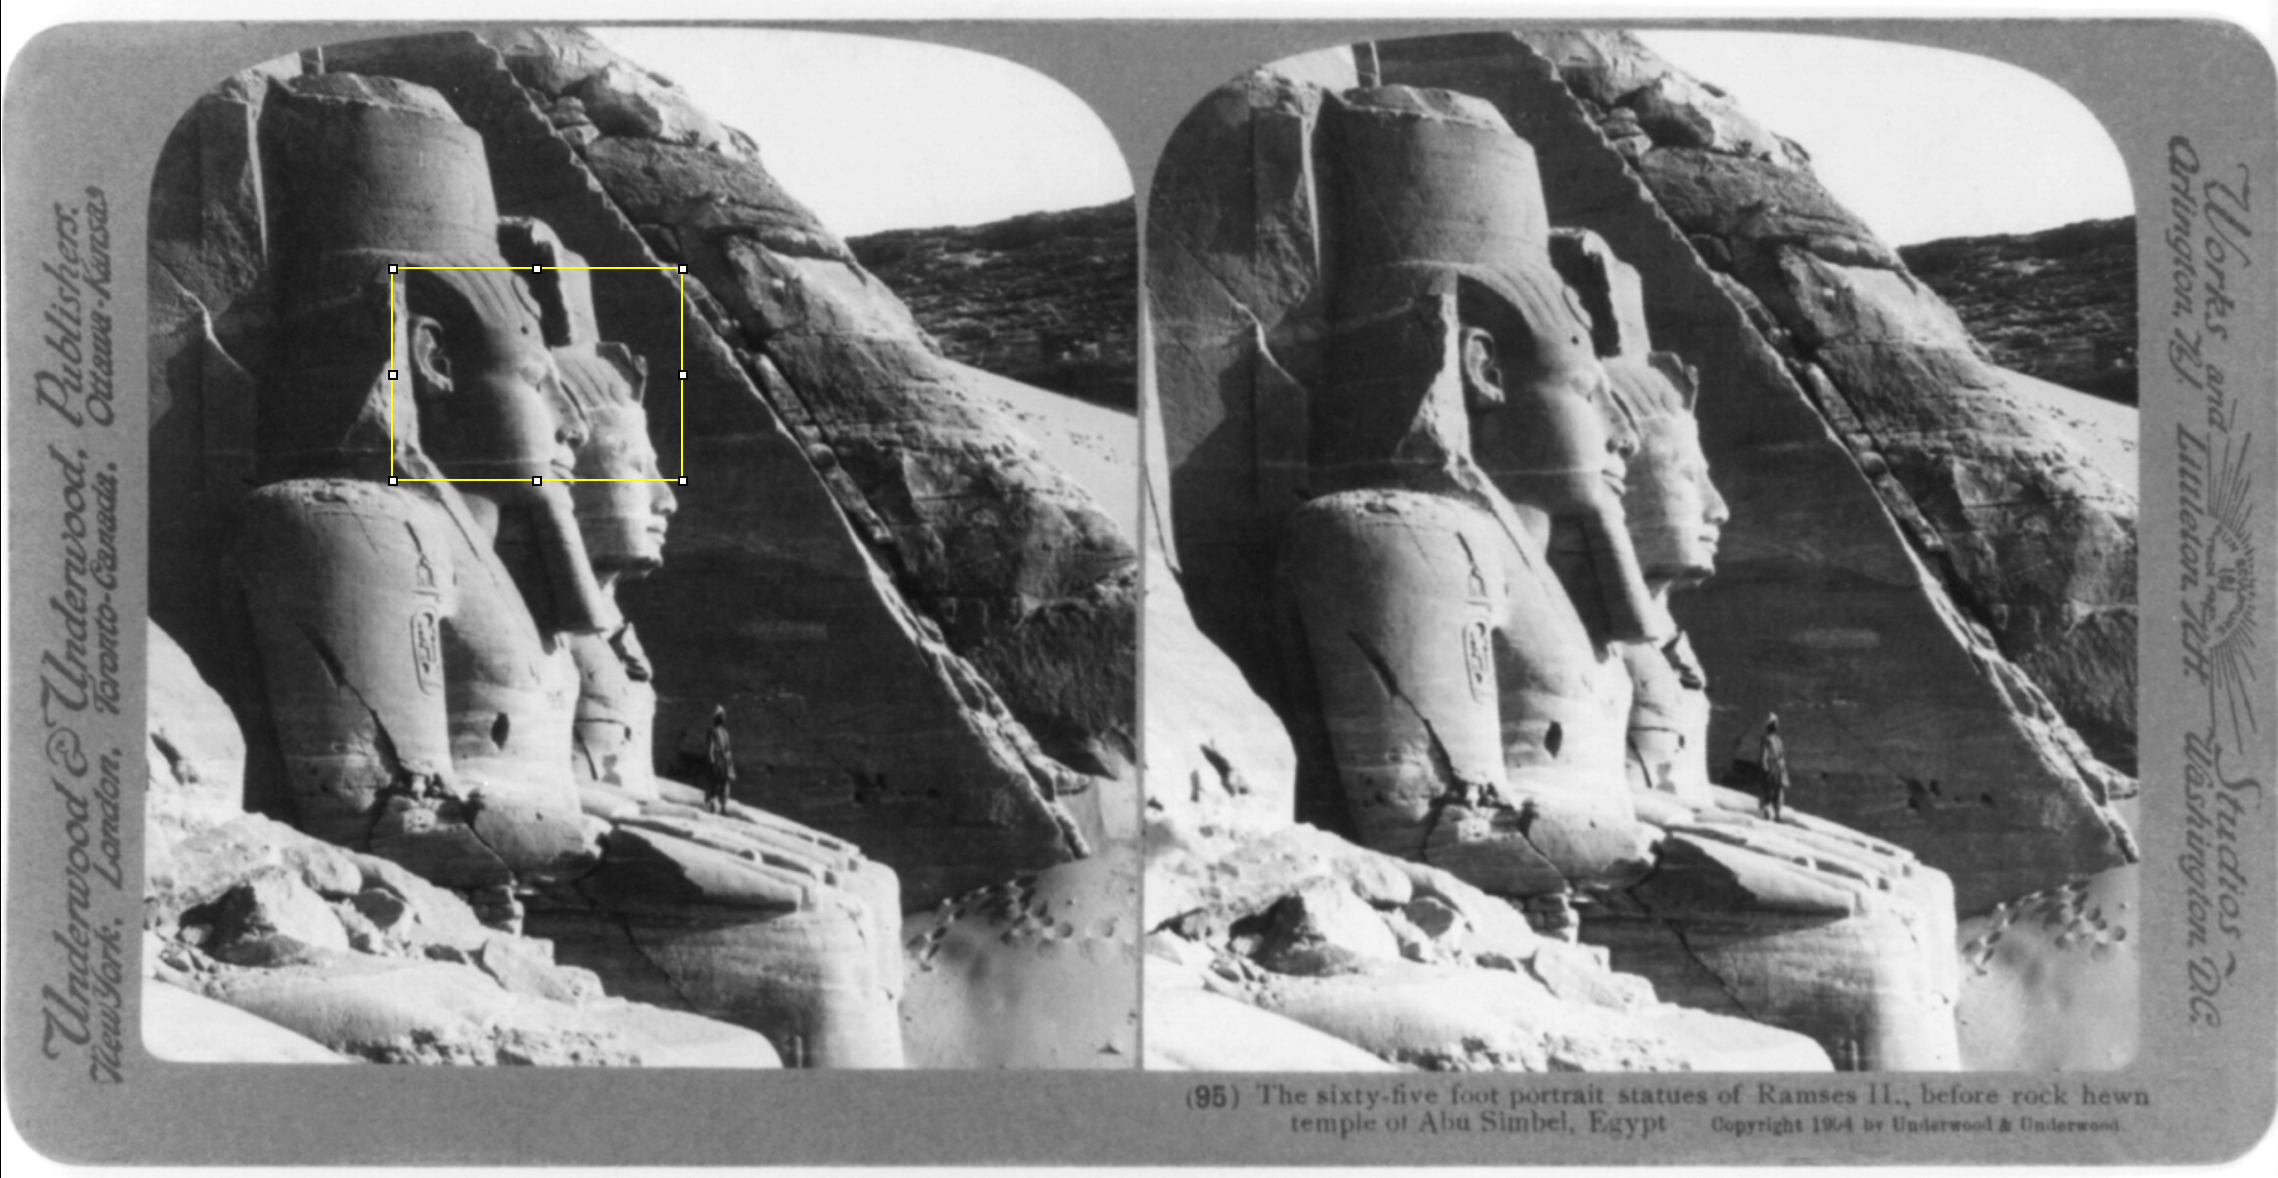 Underwood & Underwood, Publishers.
New York, London, Toronto-Canada, Ottawa-Kansas
Works and Studios
Arlington, N.J. Littleton, N.H. Washington, D.C.
(95) The sixty-five foot portrait statues of Ramses II., before rock hewn
temple of Abu Simbel, Egypt Copyright 1904 by Underwood & Underwood.